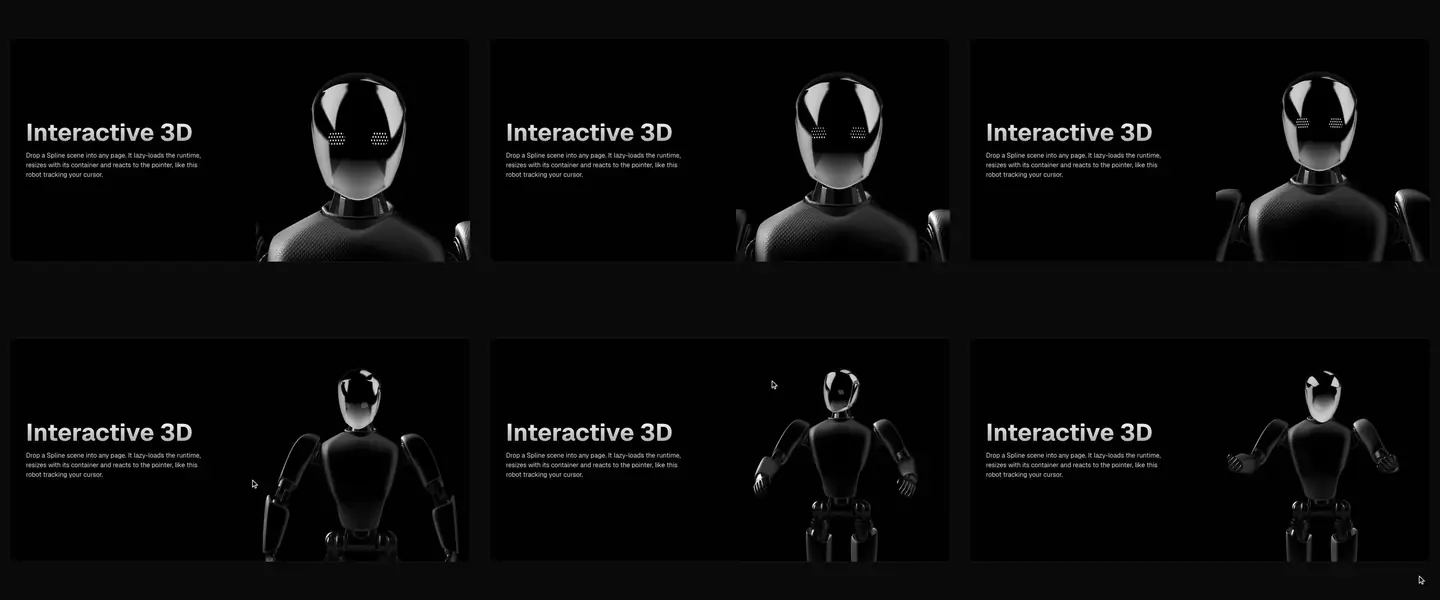 Interactive 3D
Drop a Spline scene into any page. It lazy-loads the runtime,
resizes with its container and reacts to the pointer, like this
robot tracking your cursor.
Interactive 3D
Drop a Spline scene into any page. It lazy-loads the runtime,
resizes with its container and reacts to the pointer, like this
robot tracking your cursor.
Interactive 3D
Drop a Spline scene into any page. It lazy-loads the runtime,
resizes with its container and reacts to the pointer, like this
robot tracking your cursor.
Interactive 3D
Drop a Spline scene into any page. It lazy-loads the runtime,
resizes with its container and reacts to the pointer, like this
robot tracking your cursor.
Interactive 3D
Drop a Spline scene into any page. It lazy-loads the runtime,
resizes with its container and reacts to the pointer, like this
robot tracking your cursor.
Interactive 3D
Drop a Spline scene into any page. It lazy-loads the runtime,
resizes with its container and reacts to the pointer, like this
robot tracking your cursor.